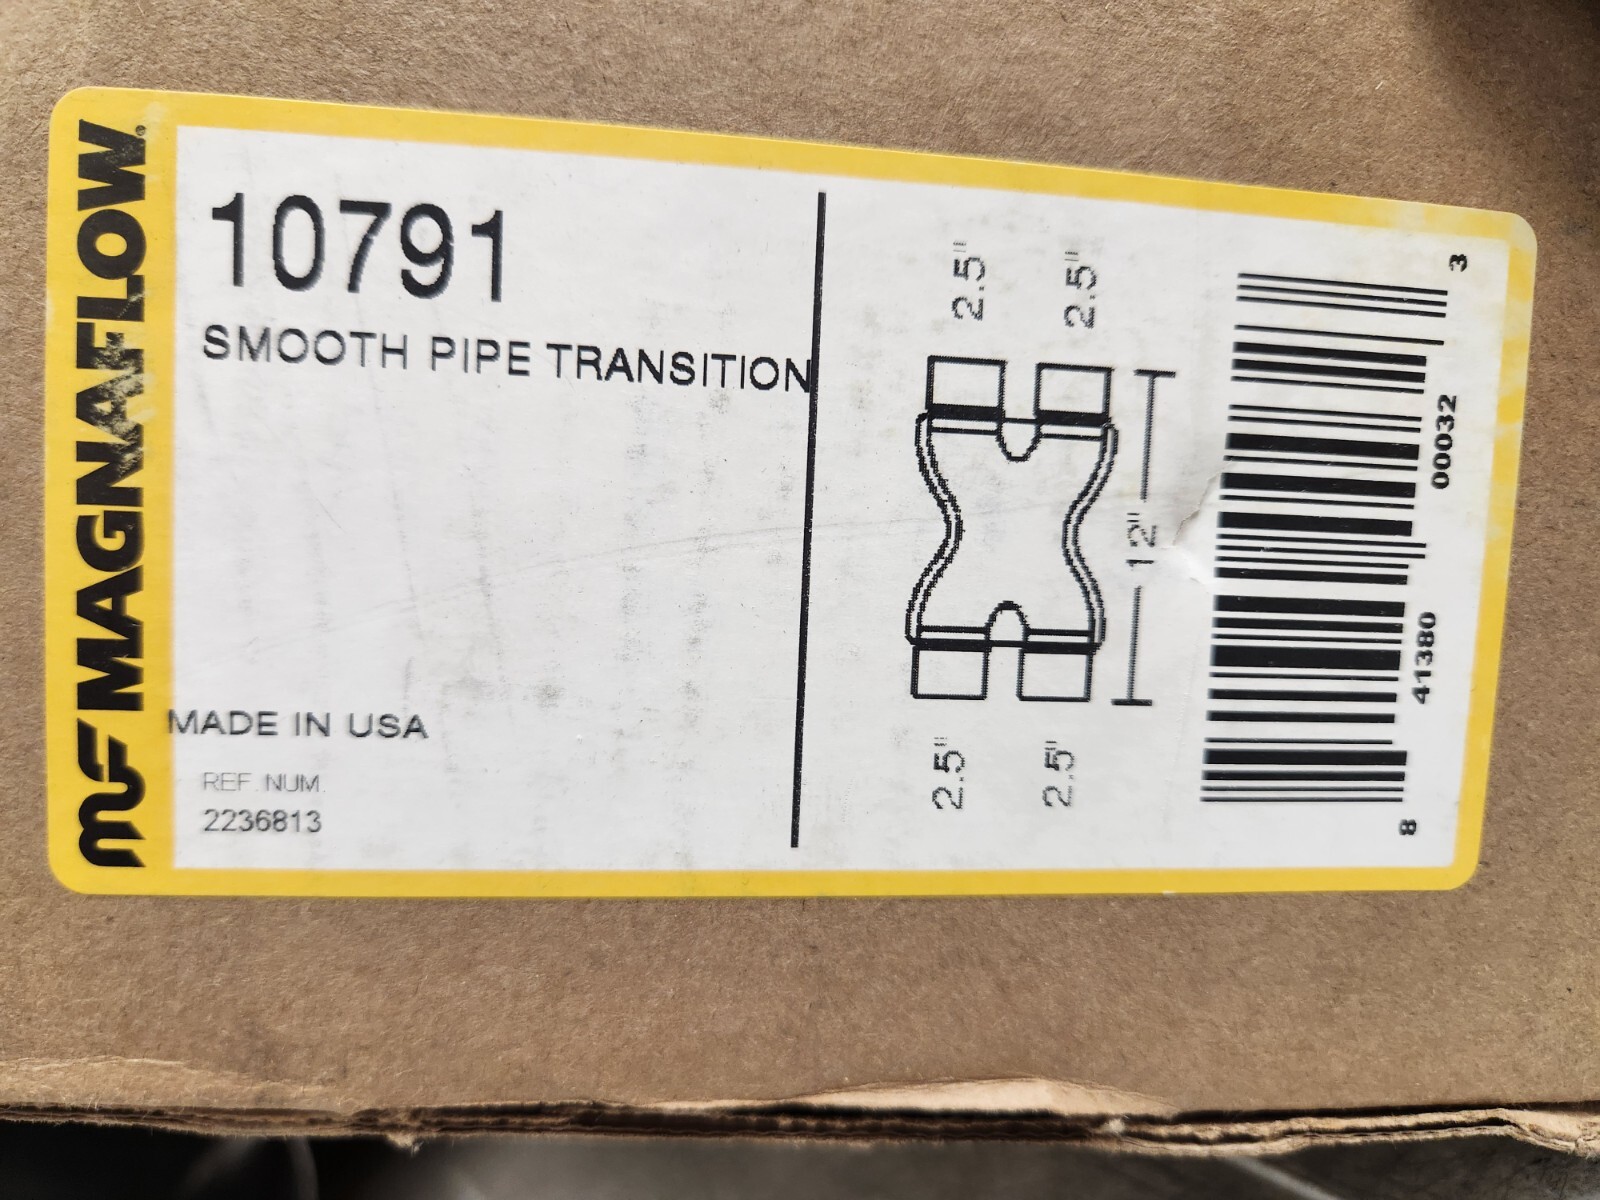 MF MAGNAFLOW®
10791
SMOOTH PIPE TRANSITION
MADE IN USA
REF. NUM.
2236813
2.5" 2.5"
12"
2.5" 2.5"
8 41380 00032 3